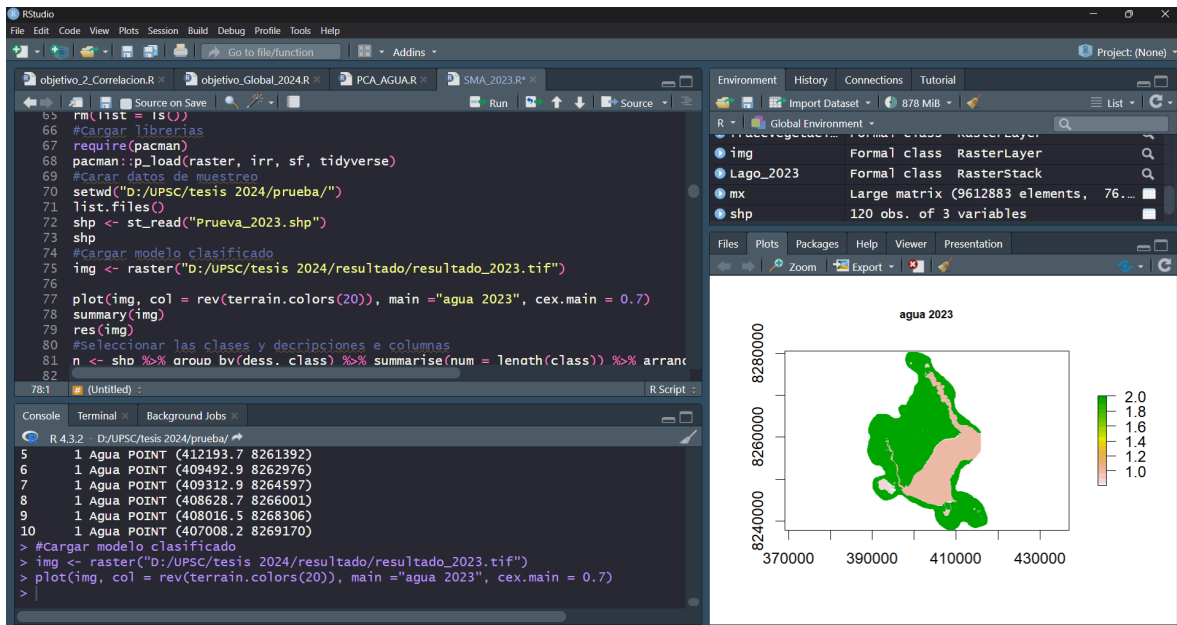 RStudio
File Edit Code View Plots Session Build Debug Profile Tools Help
Go to file/function
Addins
Project: (None)
objetivo_2_Correlacion.R
objetivo_Global_2024.R
PCA_AGUA.R
SMA_2023.R*
Source on Save
Run
Source
65 rm(list = ls())
66 #Cargar librerias
67 require(pacman)
68 pacman::p_load(raster, irr, sf, tidyverse)
69 #Carar datos de muestreo
70 setwd("D:/UPSC/tesis 2024/prueba/")
71 list.files()
72 shp <- st_read("Prueva_2023.shp")
73 shp
74 #Cargar modelo clasificado
75 img <- raster("D:/UPSC/tesis 2024/resultado/resultado_2023.tif")
76
77 plot(img, col = rev(terrain.colors(20)), main ="agua 2023", cex.main = 0.7)
78 summary(img)
79 res(img)
80 #Seleccionar las clases y decripciones e columnas
81 n <- shp %>% group_by(dess, class) %>% summarise(num = length(class)) %>% arrang
82
78:1 (Untitled) R Script
Console Terminal Background Jobs
R 4.3.2 · D:/UPSC/tesis 2024/prueba/
5 1 Agua POINT (412193.7 8261392)
6 1 Agua POINT (409492.9 8262976)
7 1 Agua POINT (409312.9 8264597)
8 1 Agua POINT (408628.7 8266001)
9 1 Agua POINT (408016.5 8268306)
10 1 Agua POINT (407008.2 8269170)
> #Cargar modelo clasificado
> img <- raster("D:/UPSC/tesis 2024/resultado/resultado_2023.tif")
> plot(img, col = rev(terrain.colors(20)), main ="agua 2023", cex.main = 0.7)
>
Environment History Connections Tutorial
Import Dataset 878 MiB List
R Global Environment
Formal class RasterLayer
img Formal class RasterLayer
Lago_2023 Formal class RasterStack
mx Large matrix (9612883 elements, 76...
shp 120 obs. of 3 variables
Files Plots Packages Help Viewer Presentation
Zoom Export
agua 2023
8280000
8260000
8240000
370000 390000 410000 430000
2.0
1.8
1.6
1.4
1.2
1.0